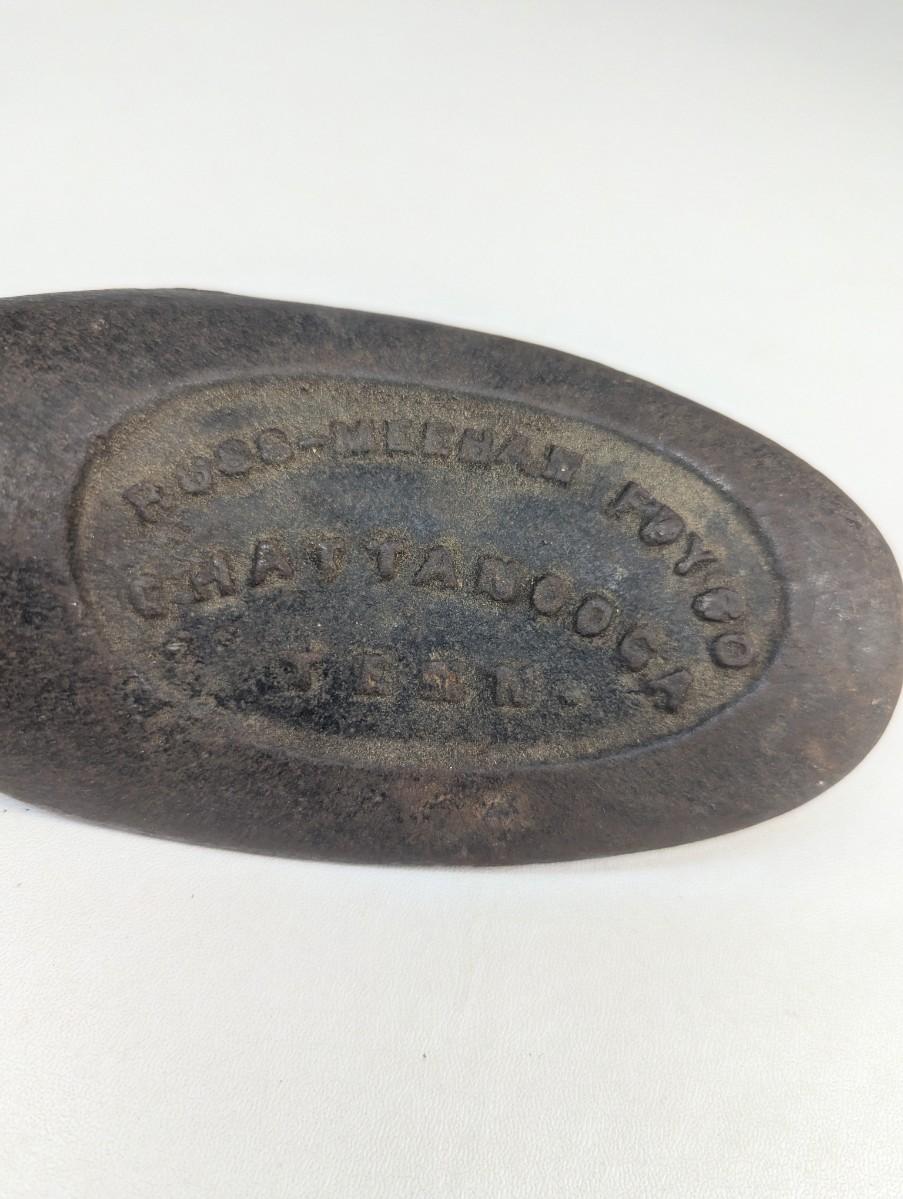 ROSS-MEEHAN FDY CO
CHATTANOOGA
TENN.